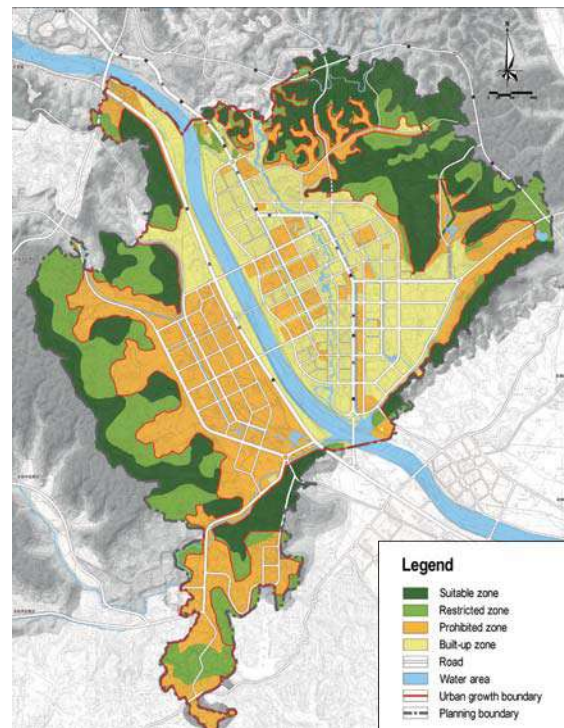 N
Legend
Suitable zone
Restricted zone
Prohibited zone
Built-up zone
Road
Water area
Urban growth boundary
Planning boundary